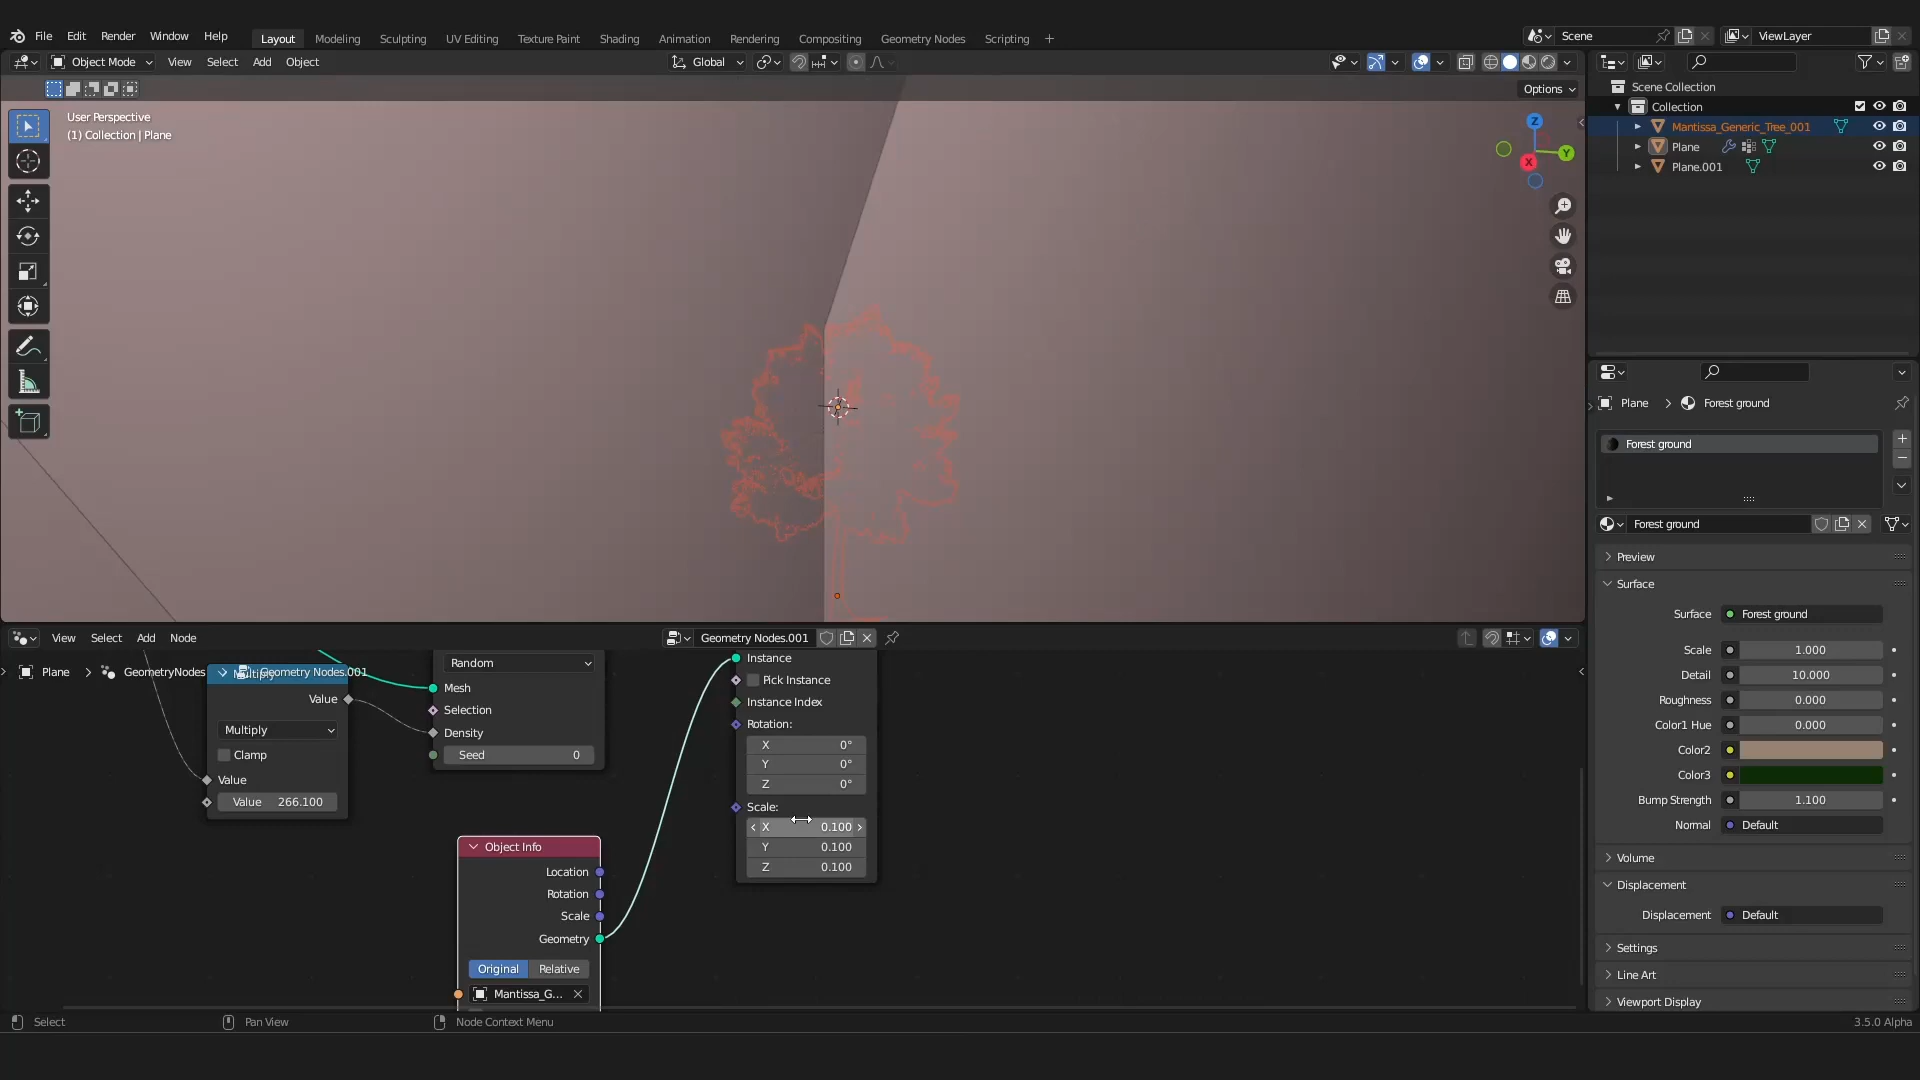 File Edit Render Window Help Layout Modeling Sculpting UV Editing Texture Paint Shading Animation Rendering Compositing Geometry Nodes Scripting +
Scene ViewLayer
Object Mode View Select Add Object Global
Options
User Perspective
(1) Collection | Plane
Z
Y
X
Scene Collection
Collection
Mantissa_Generic_Tree_001
Plane
Plane.001
Plane > Forest ground
Forest ground
Forest ground
Preview
Surface
Surface Forest ground
Scale 1.000
Detail 10.000
Roughness 0.000
Color1 Hue 0.000
Color2
Color3
Bump Strength 1.100
Normal Default
Volume
Displacement
Displacement Default
Settings
Line Art
Viewport Display
View Select Add Node Geometry Nodes.001
Plane > GeometryNodes Geometry Nodes.001
Multiply
Value
Multiply
Clamp
Value
Value 266.100
Random
Mesh
Selection
Density
Seed 0
Object Info
Location
Rotation
Scale
Geometry
Original Relative
Mantissa_G...
Instance
Pick Instance
Instance Index
Rotation:
X 0°
Y 0°
Z 0°
Scale:
X 0.100
Y 0.100
Z 0.100
Select Pan View Node Context Menu 3.5.0 Alpha